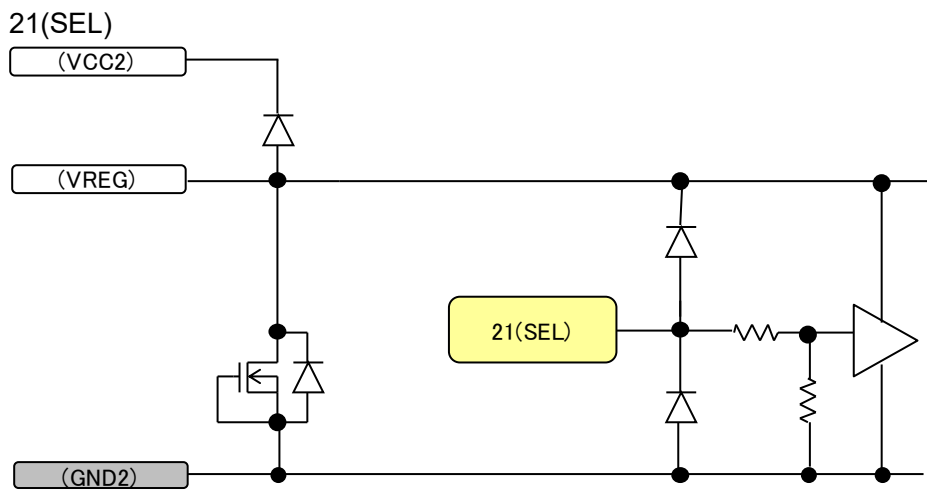 21(SEL)
(VCC2)
(VREG)
21(SEL)
(GND2)